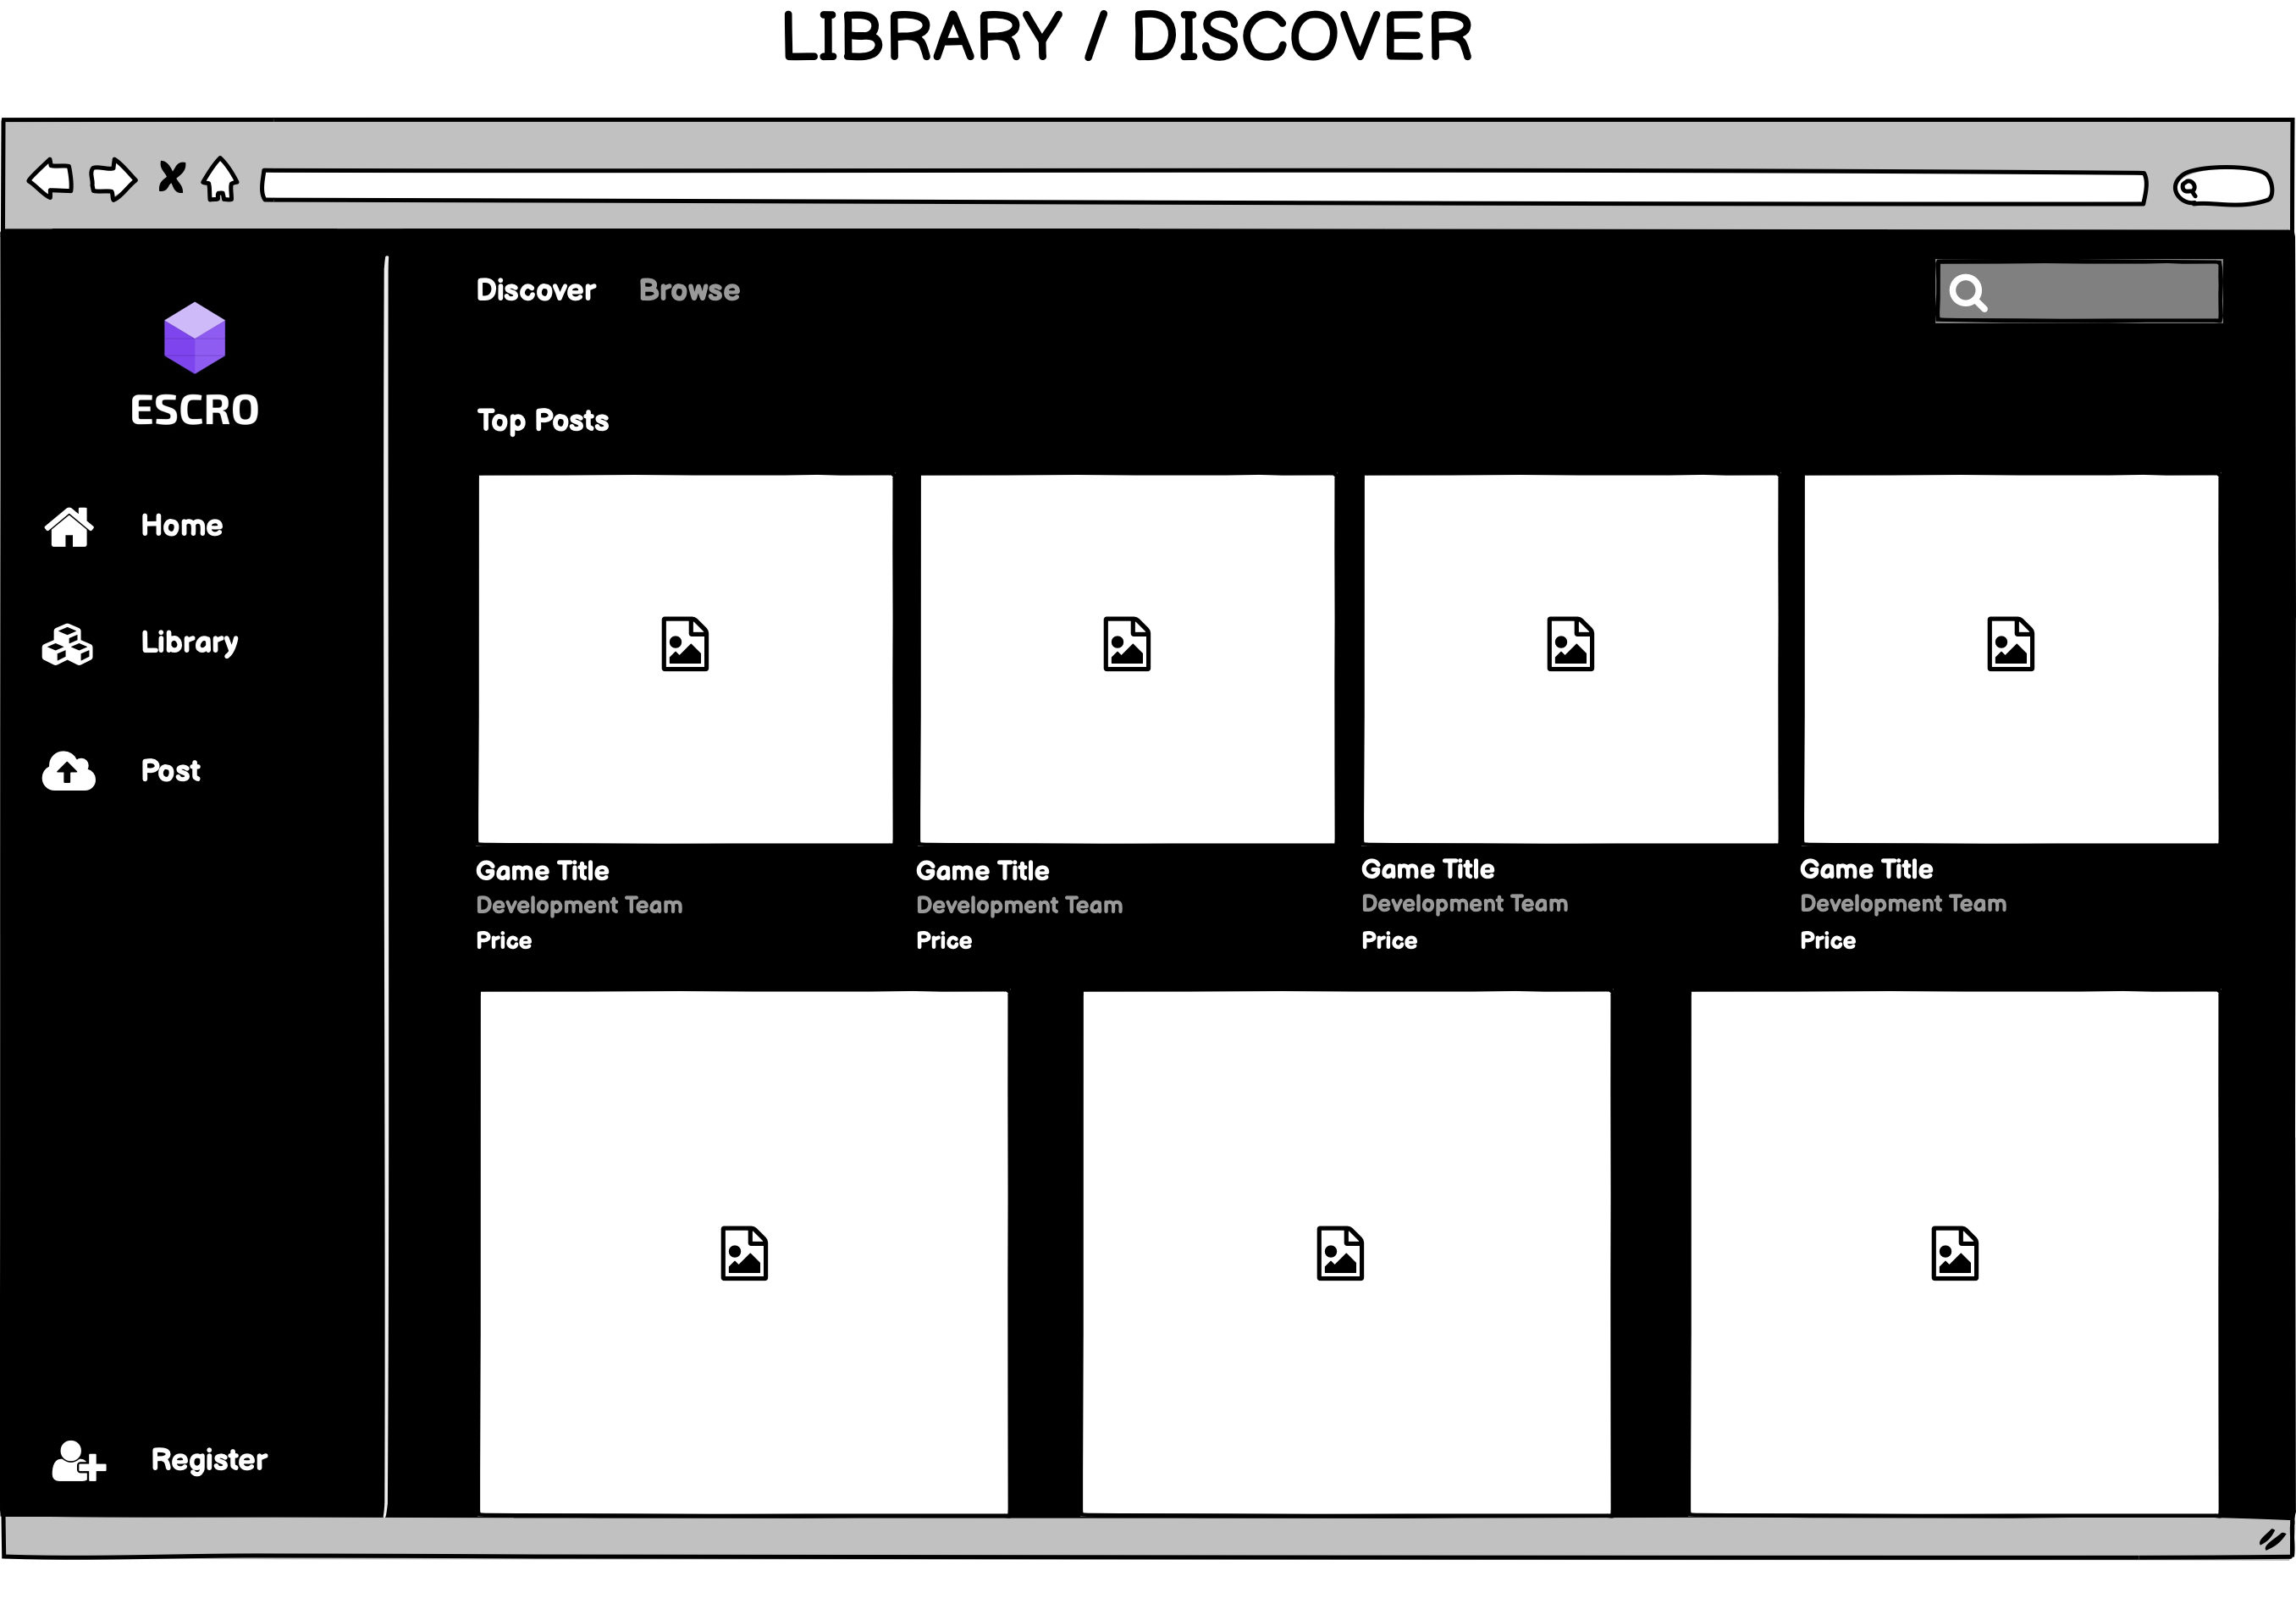 LIBRARY / DISCOVER
Discover Browse
ESCRO
Top Posts
Home
Library
Post
Game Title
Development Team
Price
Game Title
Development Team
Price
Game Title
Development Team
Price
Game Title
Development Team
Price
Register